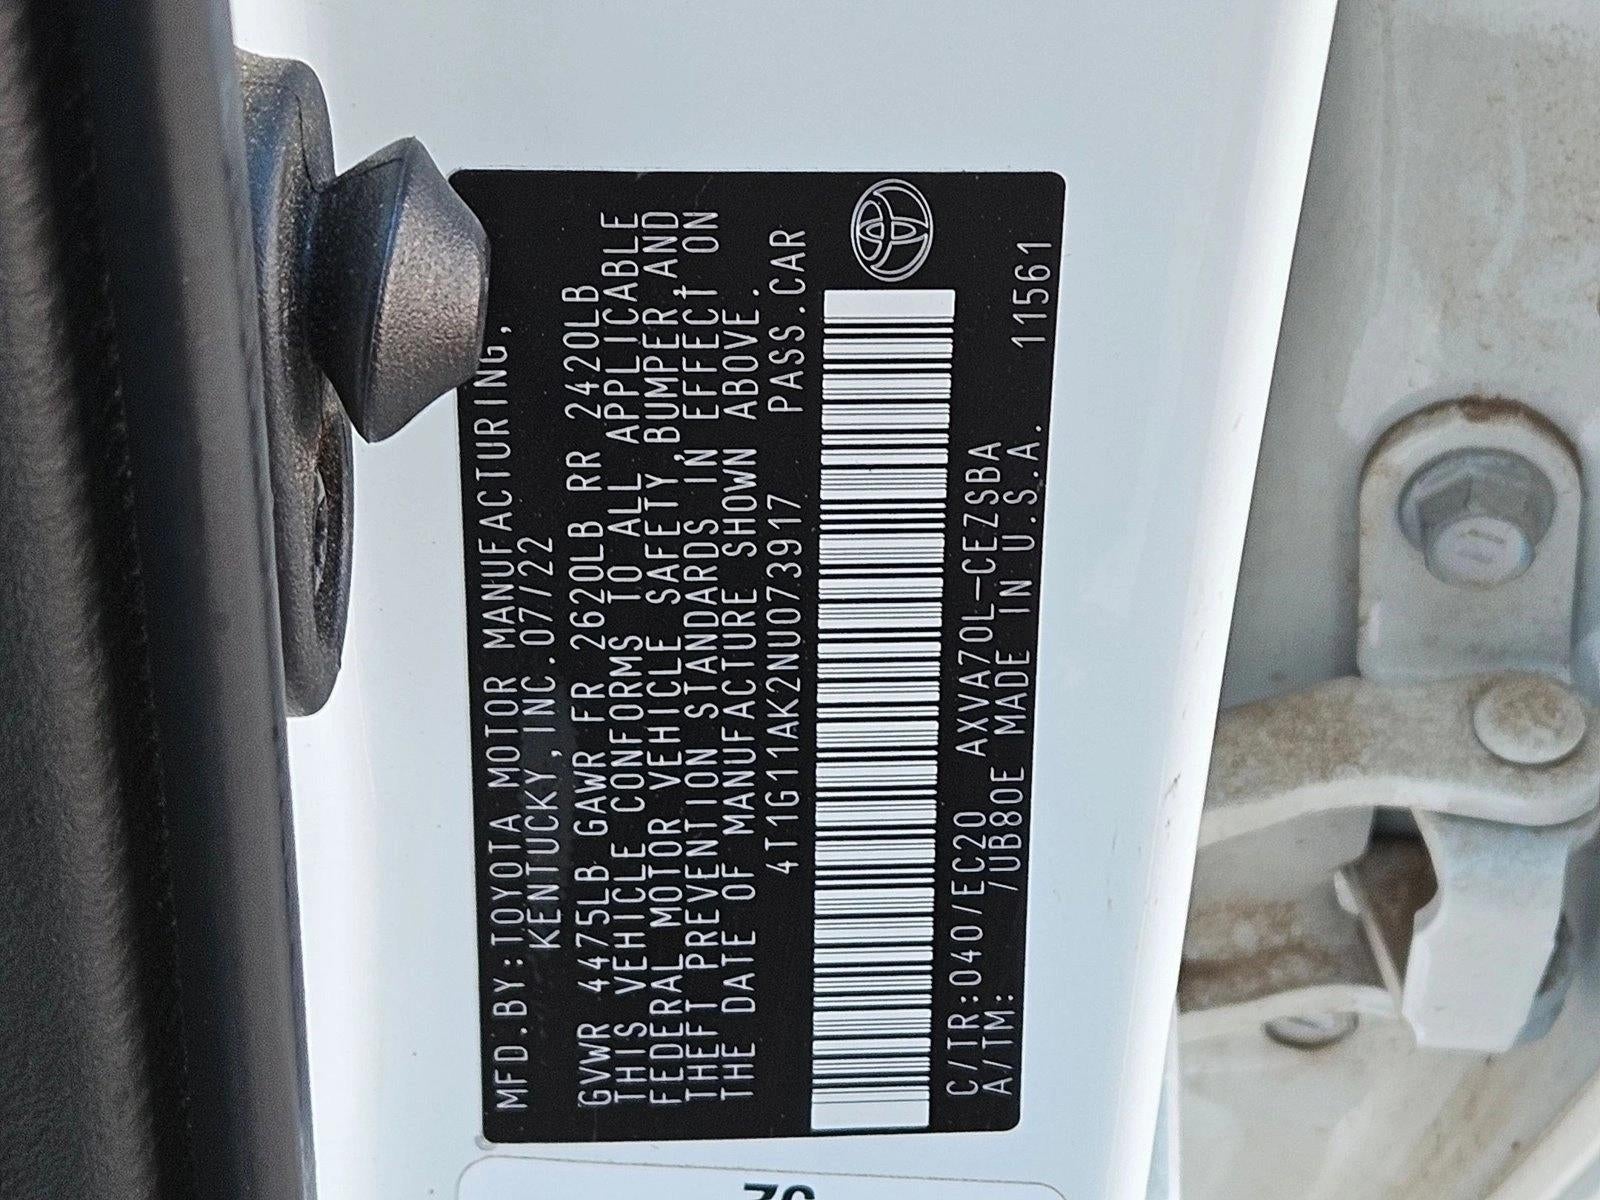 MFD.BY:TOYOTA MOTOR MANUFACTURING,
KENTUCKY,INC.07/22
GVWR 4475LB GAWR FR 2620LB RR 2420LB
THIS VEHICLE CONFORMS TO ALL APPLICABLE
FEDERAL MOTOR VEHICLE SAFETY,BUMPER,AND
THEFT PREVENTION STANDARDS IN EFFECT ON
THE DATE OF MANUFACTURE SHOWN ABOVE.
4T1G11AK2NU073917 PASS.CAR
C/TR:040/EC20 AXVA70L-CEZSBA
A/TM: /UB80E MADE IN U.S.A. 11561